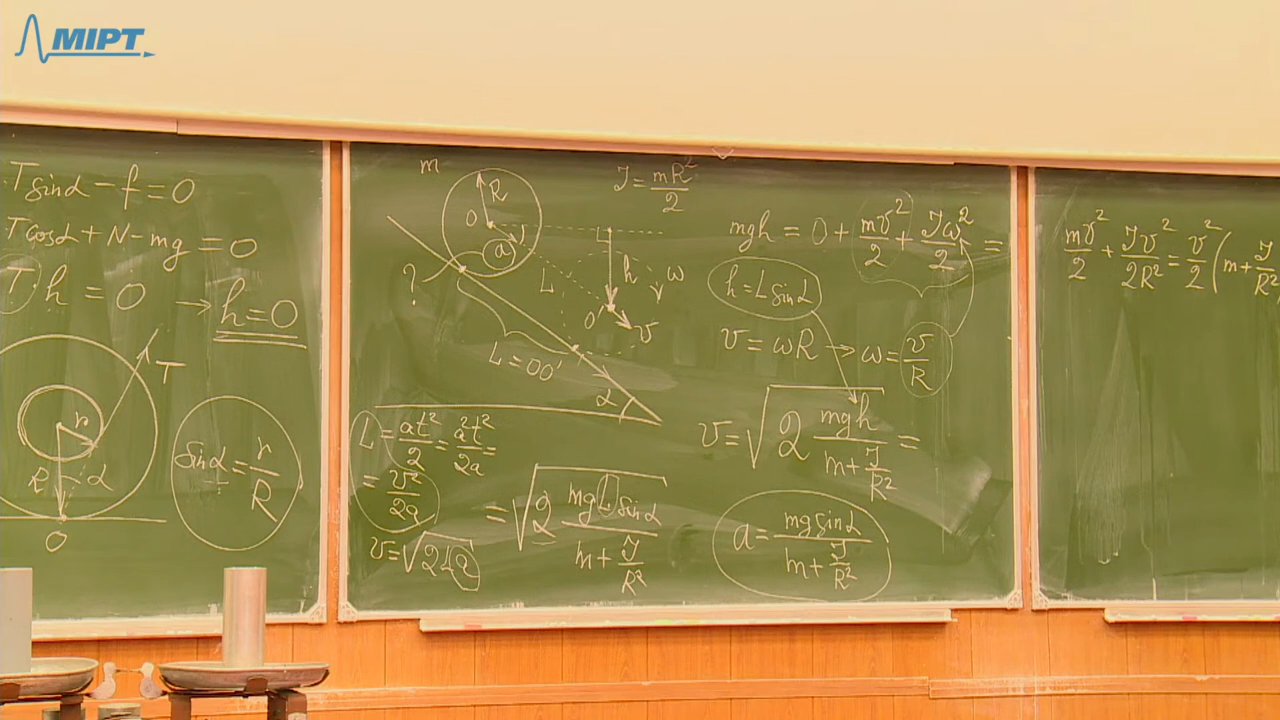 MIPT
T sinα − f = 0
T cosα + N − mg = 0
T · h = 0 → h = 0
T
r
R α
O
sinα = r/R
m
R
O
a v
?
L
h
ω
O' v
L = OO'
α
J = mR²/2
L = at²/2 = a²t²/2a =
= v²/2a
v = √2La
= √2 mgL sinα / (m + J/R²)
mgh = 0 + mv²/2 + Jω²/2 =
h = L sinα
v = ωR → ω = v/R
v = √2 mgh / (m + J/R²) =
a = mg sinα / (m + J/R²)
mv²/2 + Jv²/2R² = v²/2 (m + J/R²